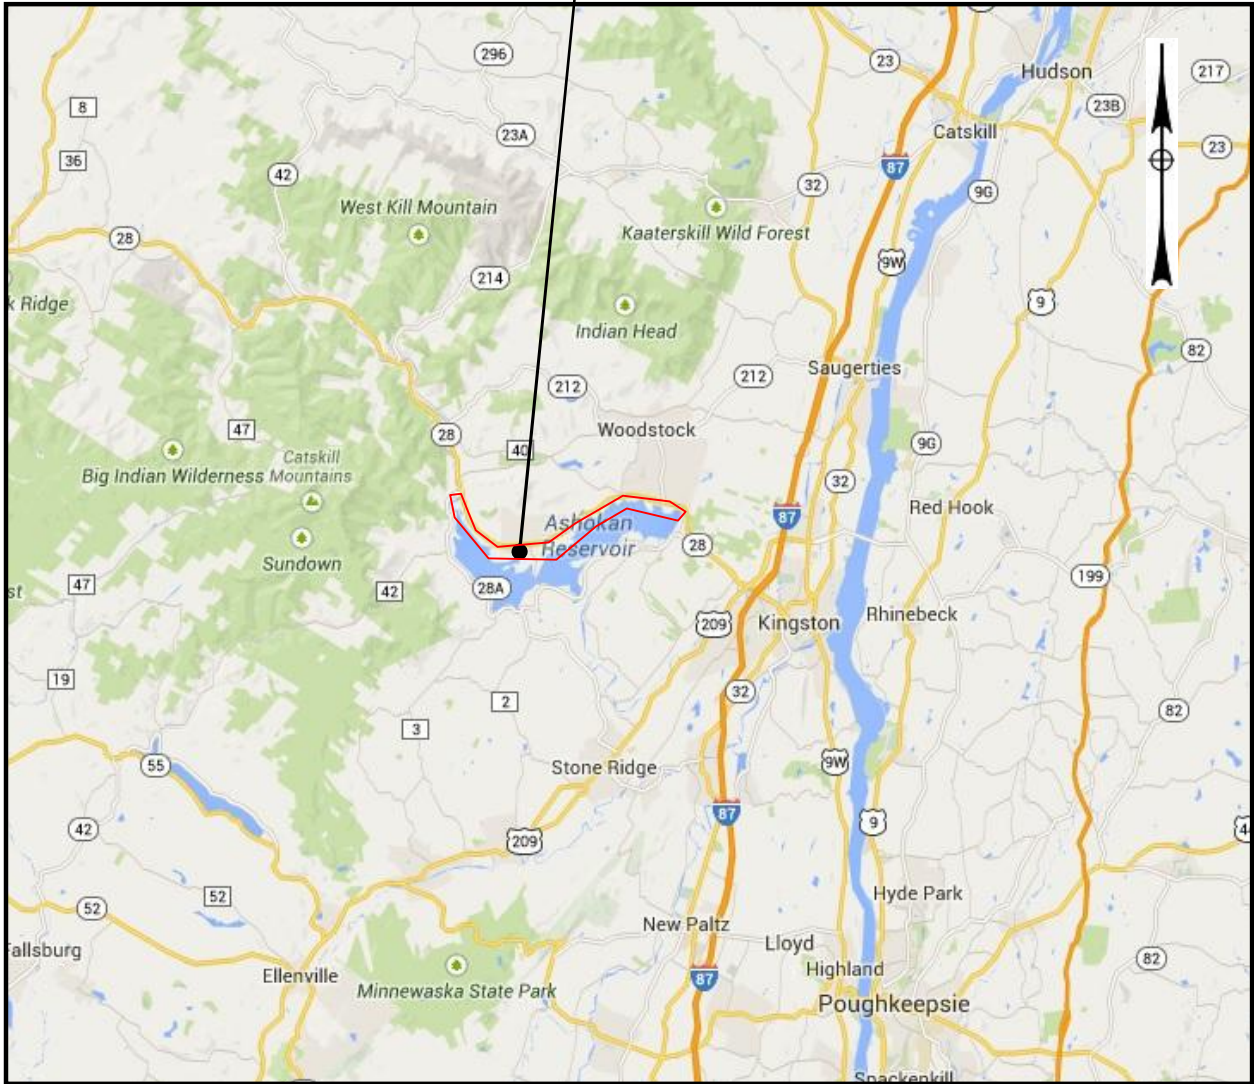 296
23
Hudson
217
8
23B
23A
Catskill
23
36
87
42
32
9G
West Kill Mountain
Kaaterskill Wild Forest
28
9W
214
9
k Ridge
Indian Head
82
Saugerties
212
212
47
28
40
Woodstock
9G
Catskill
Mountains
Big Indian Wilderness
32
Red Hook
87
Ashokan
Reservoir
28
Sundown
199
47
st
42
28A
209
Kingston
Rhinebeck
19
2
32
3
82
55
Stone Ridge
9W
87
42
209
9
4
52
Hyde Park
52
New Paltz
Lloyd
Fallsburg
82
Ellenville
Highland
87
Minnewaska State Park
Poughkeepsie
Spackenkill